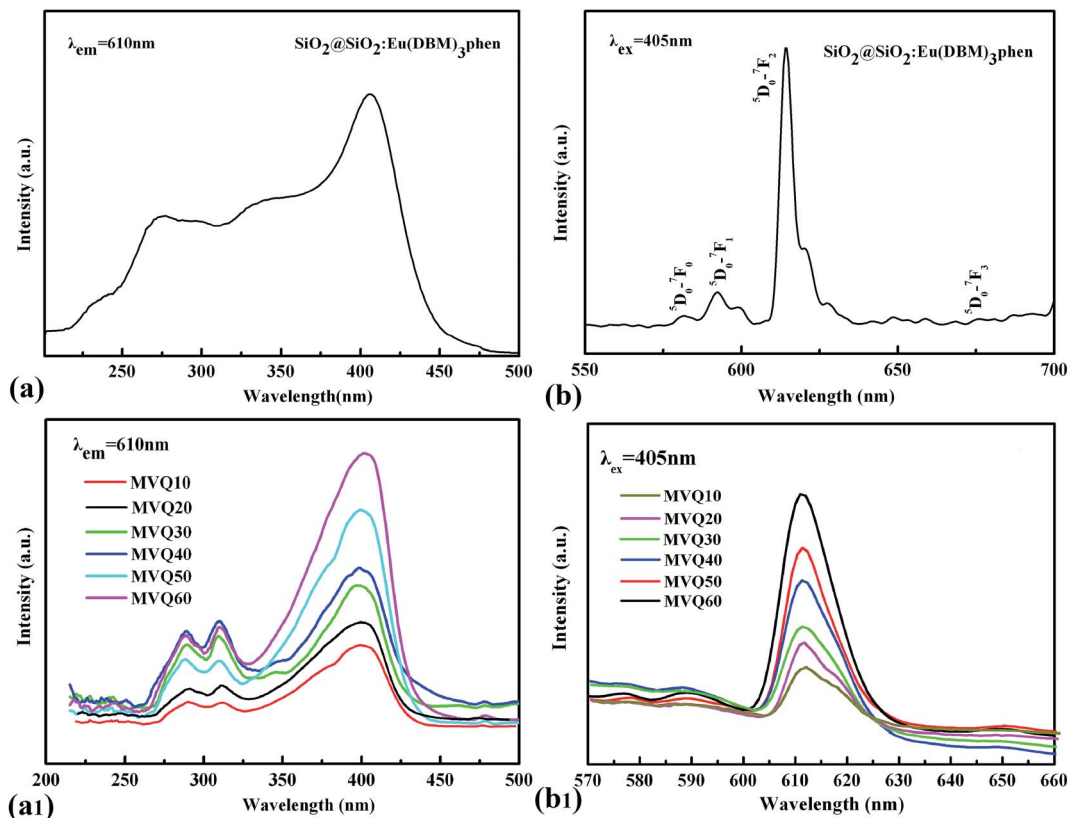 λem=610nm
SiO2@SiO2:Eu(DBM)3phen
Intensity (a.u.)
250 300 350 400 450 500
Wavelength(nm)
(a)
λex=405nm
SiO2@SiO2:Eu(DBM)3phen
5D0-7F0
5D0-7F1
5D0-7F2
5D0-7F3
Intensity (a.u.)
550 600 650 700
Wavelength (nm)
(b)
λem=610nm
MVQ10
MVQ20
MVQ30
MVQ40
MVQ50
MVQ60
Intensity (a.u.)
200 250 300 350 400 450 500
Wavelength (nm)
(a1)
λex=405nm
MVQ10
MVQ20
MVQ30
MVQ40
MVQ50
MVQ60
Intensity (a.u.)
570 580 590 600 610 620 630 640 650 660
Wavelength (nm)
(b1)